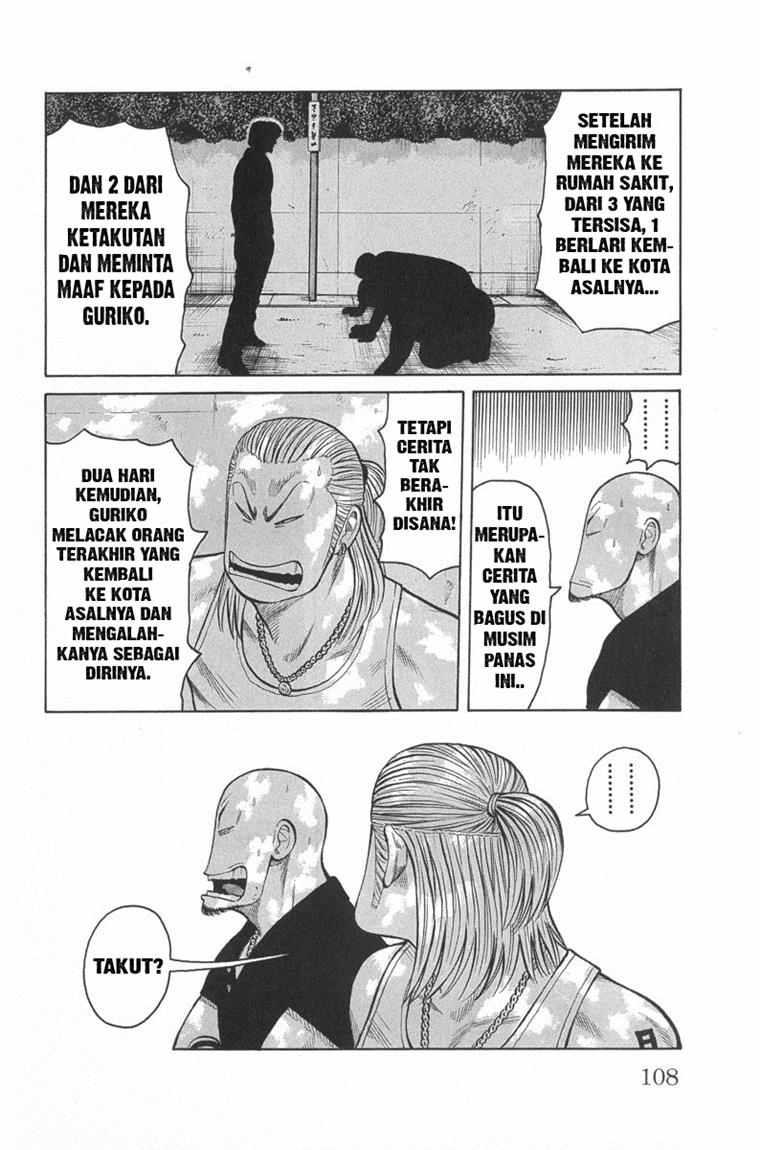 SETELAH
MENGIRIM
MEREKA KE
RUMAH SAKIT,
DARI 3 YANG
TERSISA, 1
BERLARI KEM-
BALI KE KOTA
ASALNYA...
DAN 2 DARI
MEREKA
KETAKUTAN
DAN MEMINTA
MAAF KEPADA
GURIKO.
ITU
MERUPA-
KAN
CERITA
YANG
BAGUS DI
MUSIM
PANAS
INI..
TETAPI
CERITA
TAK
BERA-
KHIR
DISANA!
DUA HARI
KEMUDIAN,
GURIKO
MELACAK ORANG
TERAKHIR YANG
KEMBALI
KE KOTA
ASALNYA DAN
MENGALAH-
KANYA SEBAGAI
DIRINYA.
TAKUT?
108